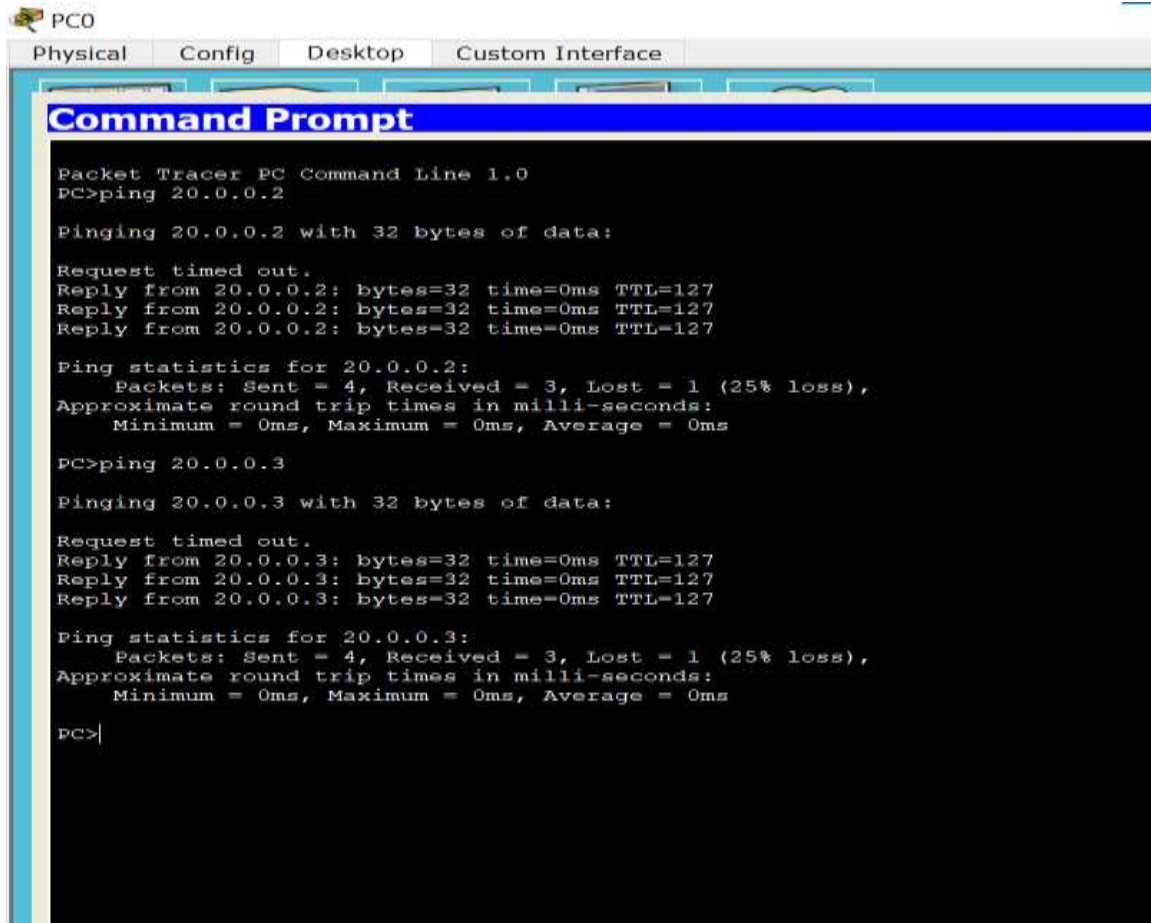 PC0
Physical Config Desktop Custom Interface
Command Prompt
Packet Tracer PC Command Line 1.0
PC>ping 20.0.0.2
Pinging 20.0.0.2 with 32 bytes of data:
Request timed out.
Reply from 20.0.0.2: bytes=32 time=0ms TTL=127
Reply from 20.0.0.2: bytes=32 time=0ms TTL=127
Reply from 20.0.0.2: bytes=32 time=0ms TTL=127
Ping statistics for 20.0.0.2:
Packets: Sent = 4, Received = 3, Lost = 1 (25% loss),
Approximate round trip times in milli-seconds:
Minimum = 0ms, Maximum = 0ms, Average = 0ms
PC>ping 20.0.0.3
Pinging 20.0.0.3 with 32 bytes of data:
Request timed out.
Reply from 20.0.0.3: bytes=32 time=0ms TTL=127
Reply from 20.0.0.3: bytes=32 time=0ms TTL=127
Reply from 20.0.0.3: bytes=32 time=0ms TTL=127
Ping statistics for 20.0.0.3:
Packets: Sent = 4, Received = 3, Lost = 1 (25% loss),
Approximate round trip times in milli-seconds:
Minimum = 0ms, Maximum = 0ms, Average = 0ms
PC>